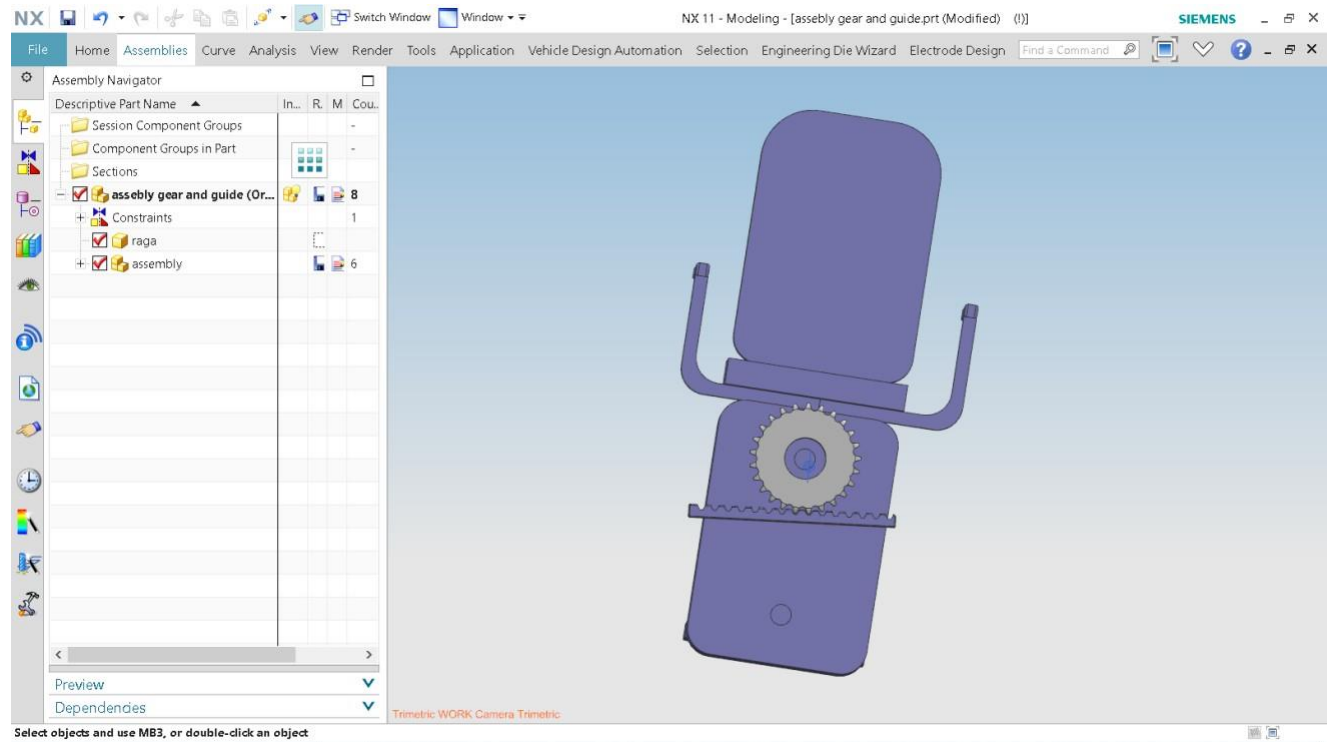 NX Switch Window Window NX 11 - Modeling - [assebly gear and guide.prt (Modified) (!)] SIEMENS
File Home Assemblies Curve Analysis View Render Tools Application Vehicle Design Automation Selection Engineering Die Wizard Electrode Design Find a Command
Assembly Navigator
Descriptive Part Name In... R. M Cou..
Session Component Groups -
Component Groups in Part -
Sections
assebly gear and guide (Or... 8
Constraints 1
raga
assembly 6
Preview
Dependencies
Trimetric WORK Camera Trimetric
Select objects and use MB3, or double-click an object